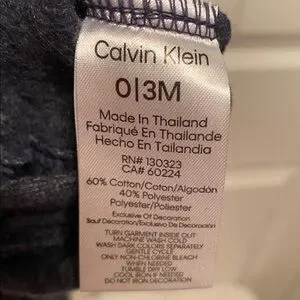 Calvin Klein
0|3M
Made In Thailand
Fabriqué En Thaïlande
Hecho En Tailandia
RN# 130323
CA# 60224
60% Cotton/Coton/Algodón
40% Polyester
Polyester/Poliester
Exclusive Of Decoration
Sauf Décoration/Exclusivo De Decoración
TURN GARMENT INSIDE OUT
MACHINE WASH COLD
WASH DARK COLORS SEPARATELY
GENTLE CYCLE
ONLY NON-CHLORINE BLEACH
WHEN NEEDED
TUMBLE DRY LOW
COOL IRON IF NEEDED
DO NOT IRON DECORATION